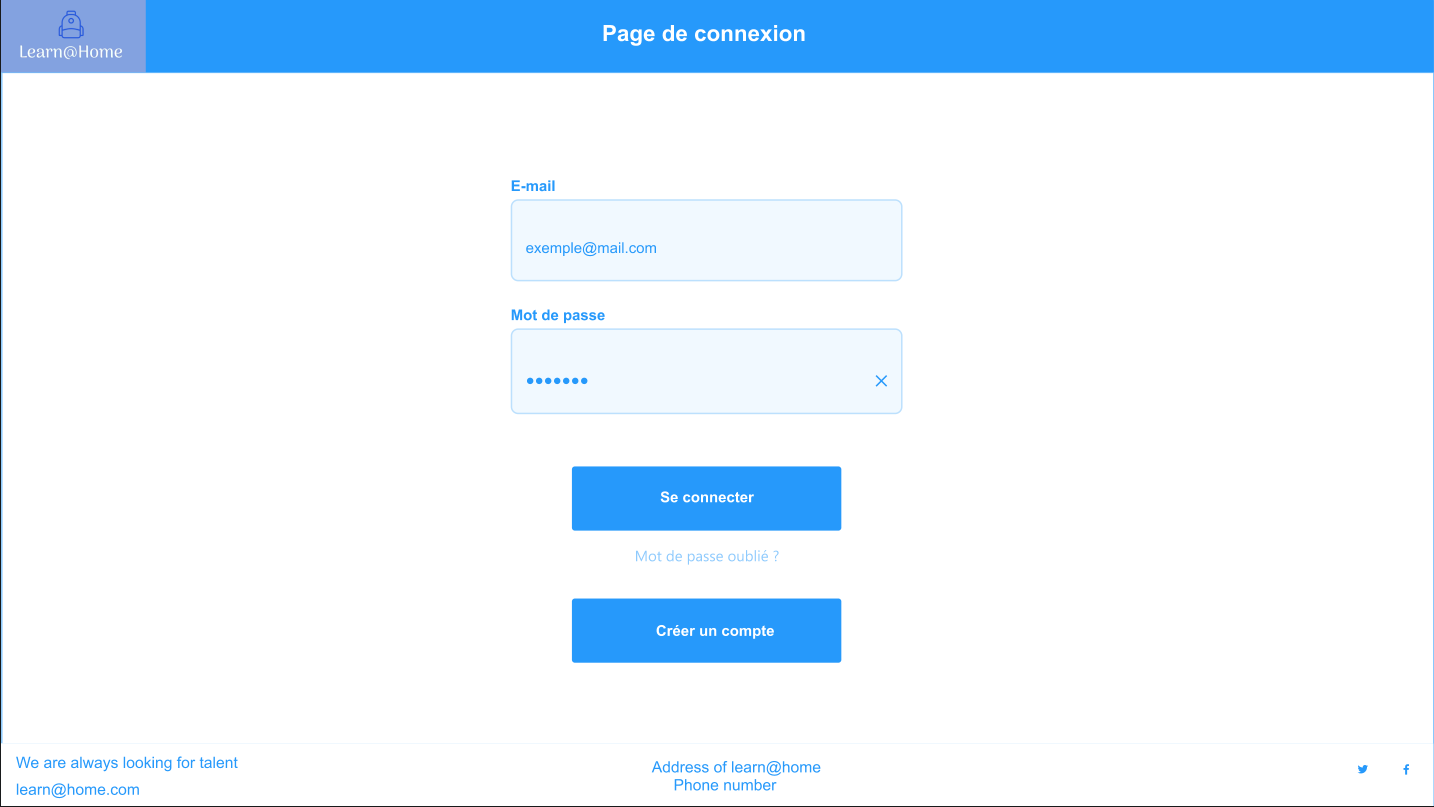 Learn@Home
Page de connexion
E-mail
exemple@mail.com
Mot de passe
Se connecter
Mot de passe oublié ?
Créer un compte
We are always looking for talent
learn@home.com
Address of learn@home
Phone number